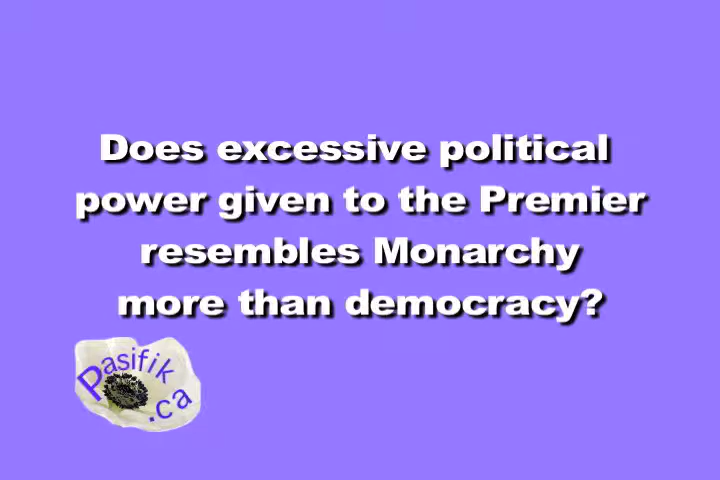 Does excessive political
power given to the Premier
resembles Monarchy
more than democracy?
Pasifik
.ca